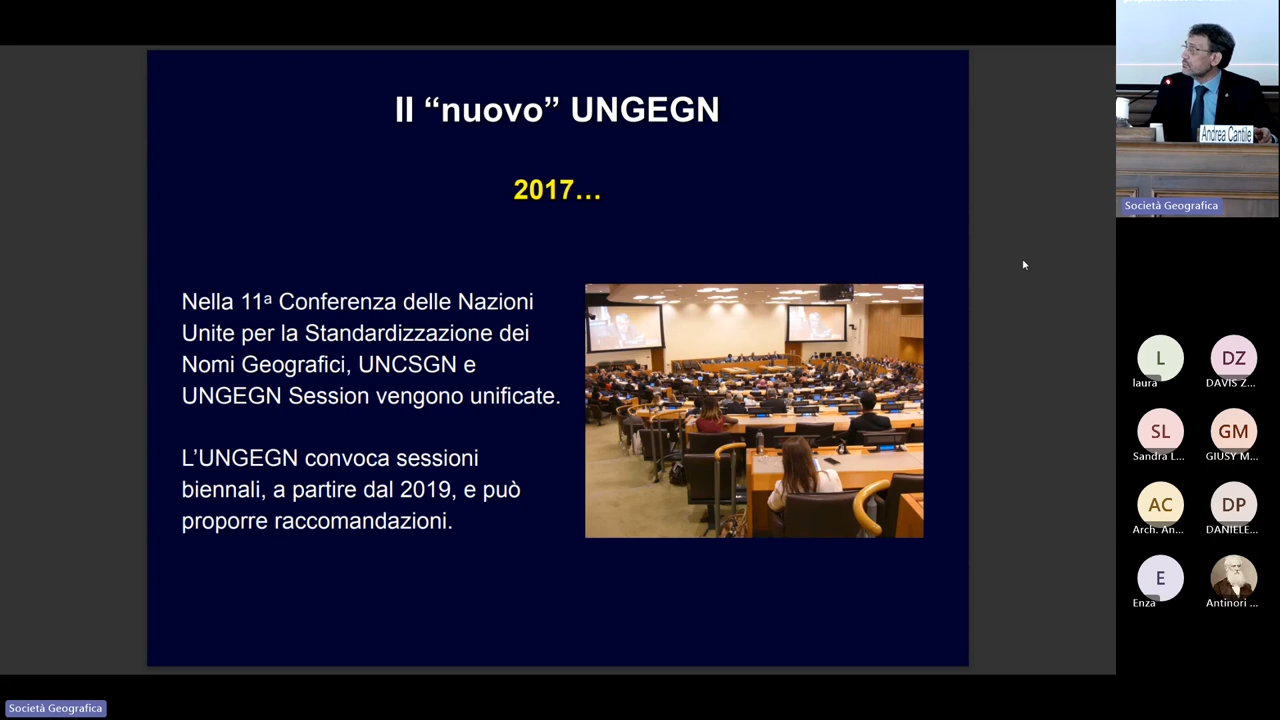 Il “nuovo” UNGEGN
2017…
Nella 11ª Conferenza delle Nazioni
Unite per la Standardizzazione dei
Nomi Geografici, UNCSGN e
UNGEGN Session vengono unificate.
L’UNGEGN convoca sessioni
biennali, a partire dal 2019, e può
proporre raccomandazioni.
Andrea Cantile
Società Geografica
L
laura
DZ
DAVIS Z...
SL
Sandra L...
GM
GIUSY M...
AC
Arch. An...
DP
DANIELE...
E
Enza
Antinori ...
Società Geografica